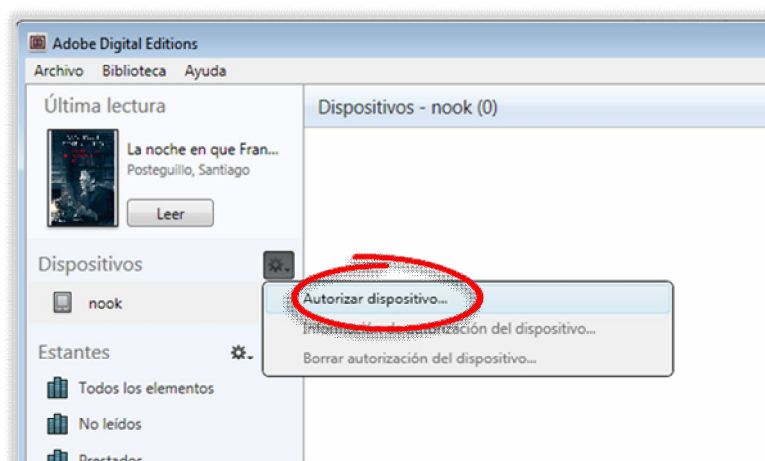 Adobe Digital Editions
Archivo Biblioteca Ayuda
Última lectura
La noche en que Fran...
Posteguillo, Santiago
Leer
Dispositivos - nook (0)
Dispositivos
nook
Autorizar dispositivo...
Información de autorización del dispositivo...
Borrar autorización del dispositivo...
Estantes
Todos los elementos
No leídos
Prestados